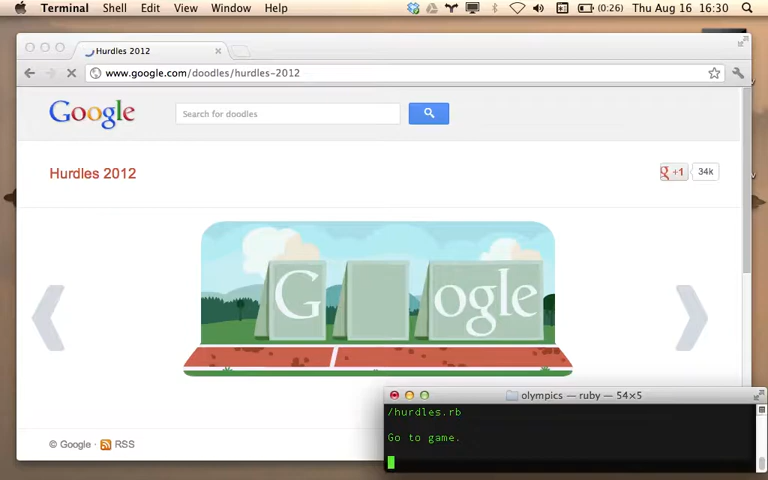 Terminal Shell Edit View Window Help (0:26) Thu Aug 16 16:30
Hurdles 2012
www.google.com/doodles/hurdles-2012
Google Search for doodles
Hurdles 2012 +1 34k
G ogle
olympics — ruby — 54×5
/hurdles.rb
Go to game.
© Google · RSS